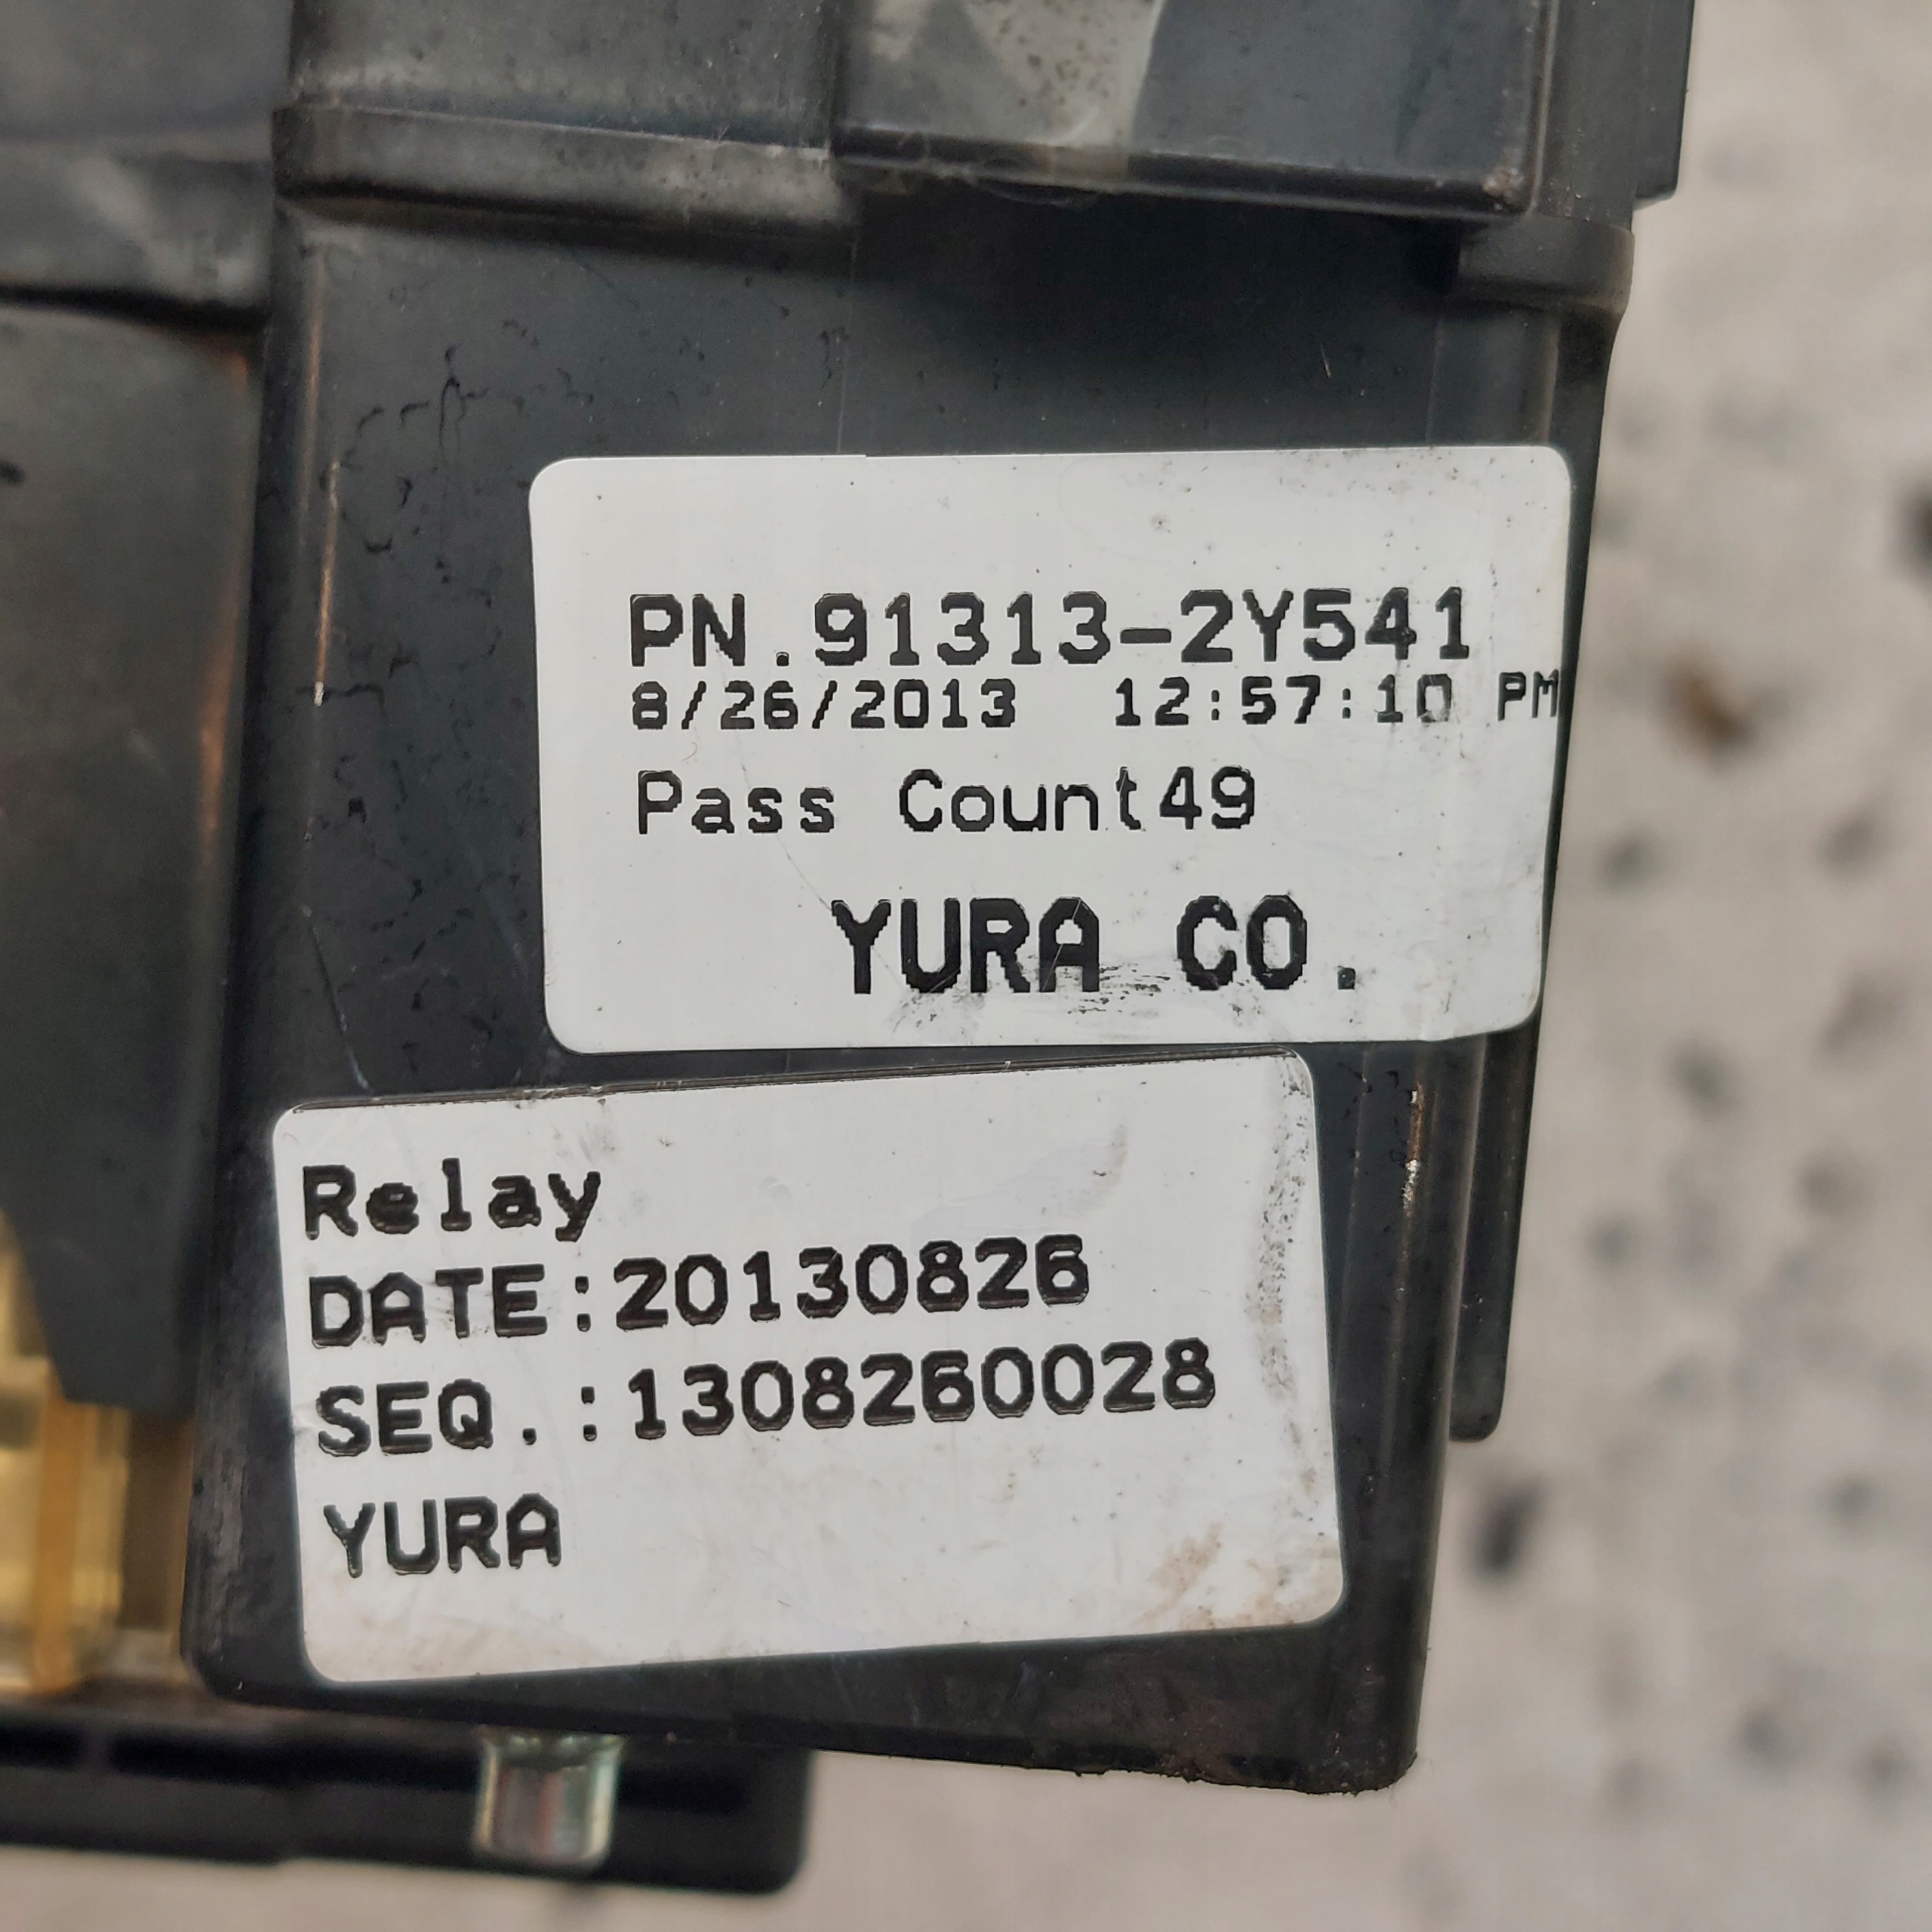 PN.91313-2Y541
8/26/2013 12:57:10 PM
Pass Count49
YURA CO.
Relay
DATE:20130826
SEQ.:1308260028
YURA